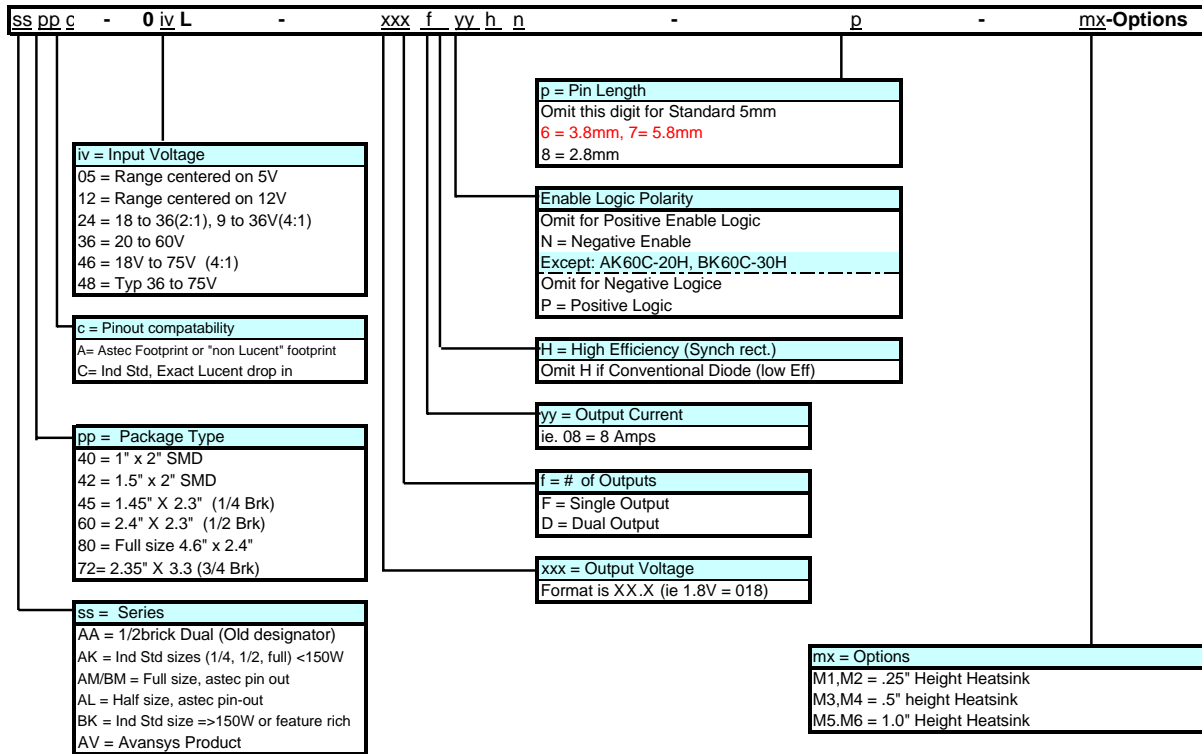 ss pp c - 0 iv L - xxx f yy h n - p - mx-Options
p = Pin Length
Omit this digit for Standard 5mm
6 = 3.8mm, 7= 5.8mm
8 = 2.8mm
iv = Input Voltage
05 = Range centered on 5V
12 = Range centered on 12V
24 = 18 to 36(2:1), 9 to 36V(4:1)
36 = 20 to 60V
46 = 18V to 75V (4:1)
48 = Typ 36 to 75V
Enable Logic Polarity
Omit for Positive Enable Logic
N = Negative Enable
Except: AK60C-20H, BK60C-30H
Omit for Negative Logice
P = Positive Logic
c = Pinout compatability
A= Astec Footprint or "non Lucent" footprint
C= Ind Std, Exact Lucent drop in
H = High Efficiency (Synch rect.)
Omit H if Conventional Diode (low Eff)
yy = Output Current
ie. 08 = 8 Amps
pp = Package Type
40 = 1" x 2" SMD
42 = 1.5" x 2" SMD
45 = 1.45" X 2.3" (1/4 Brk)
60 = 2.4" X 2.3" (1/2 Brk)
80 = Full size 4.6" x 2.4"
72= 2.35" X 3.3 (3/4 Brk)
f = # of Outputs
F = Single Output
D = Dual Output
xxx = Output Voltage
Format is XX.X (ie 1.8V = 018)
ss = Series
AA = 1/2brick Dual (Old designator)
AK = Ind Std sizes (1/4, 1/2, full) <150W
AM/BM = Full size, astec pin out
AL = Half size, astec pin-out
BK = Ind Std size =>150W or feature rich
AV = Avansys Product
mx = Options
M1,M2 = .25" Height Heatsink
M3,M4 = .5" height Heatsink
M5.M6 = 1.0" Height Heatsink